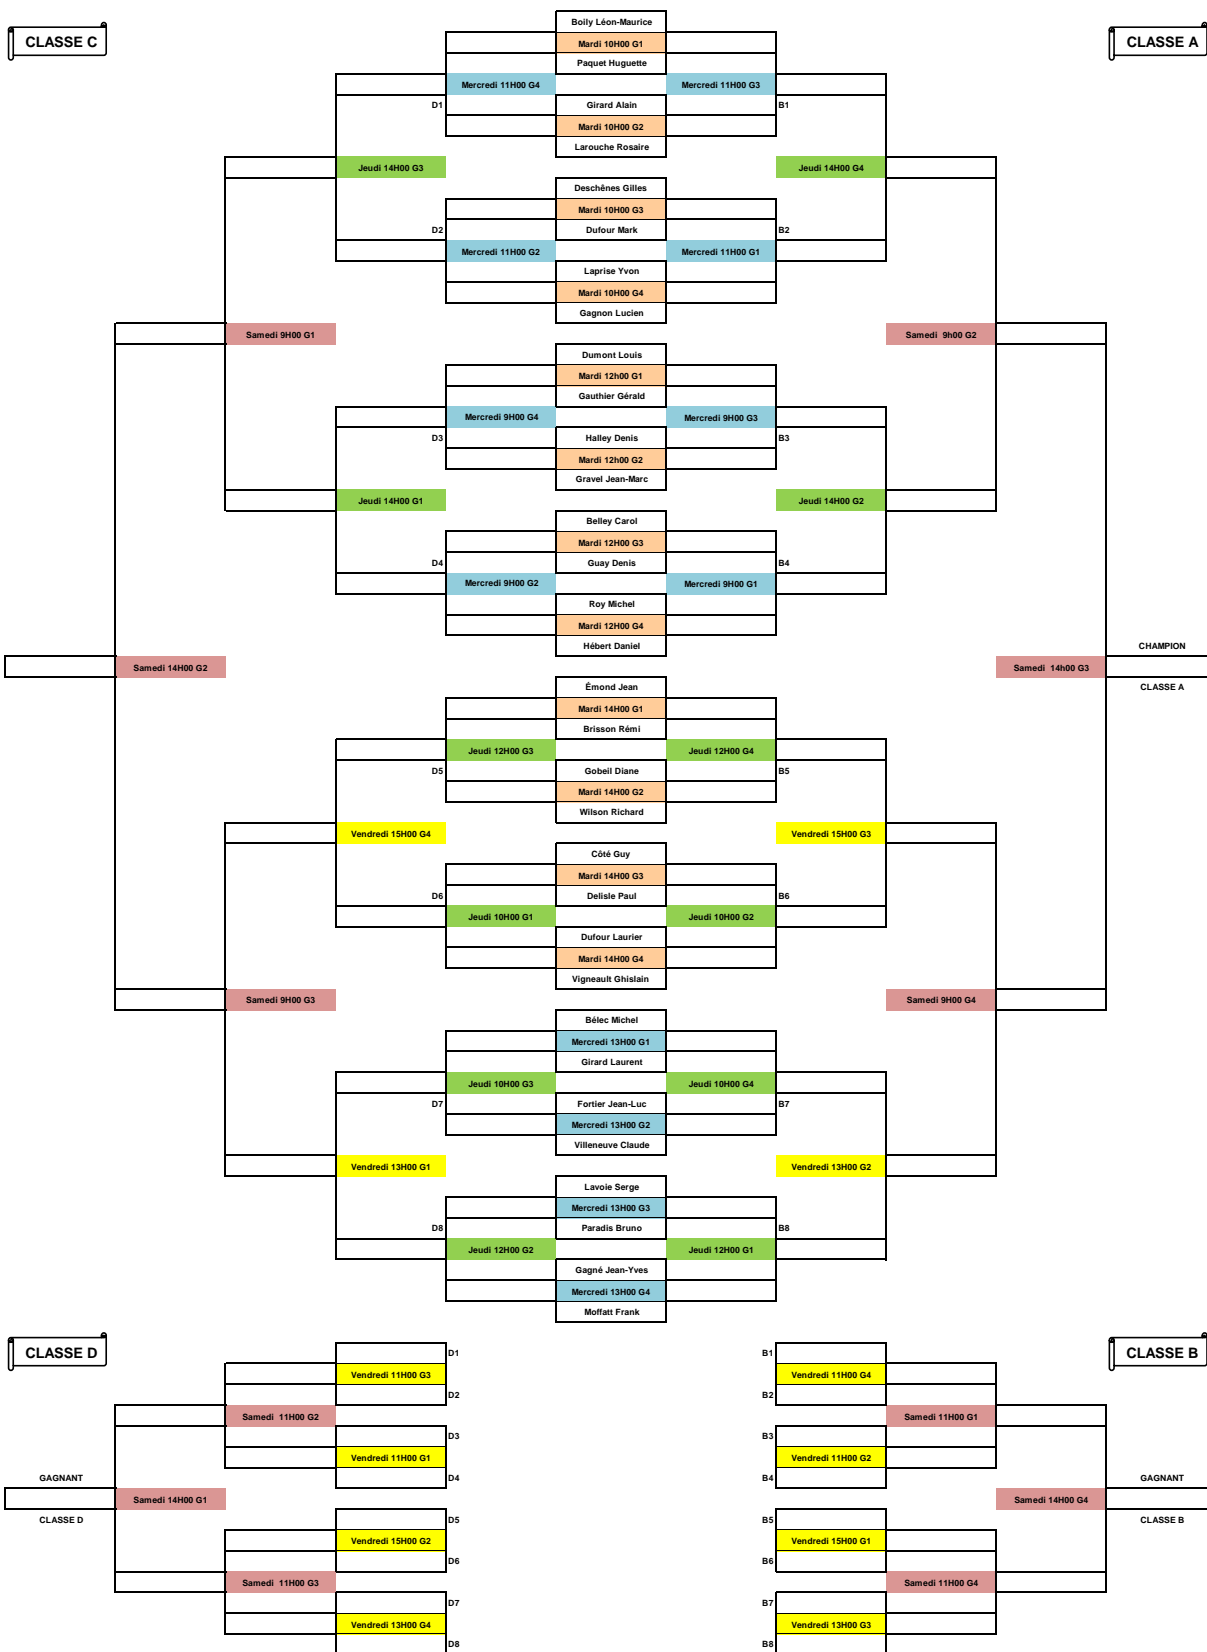 Boily Léon-Maurice
CLASSE C
Mardi 10H00 G1
CLASSE A
Paquet Huguette
Mercredi 11H00 G4
Mercredi 11H00 G3
D1
Girard Alain
B1
Mardi 10H00 G2
Larouche Rosaire
Jeudi 14H00 G3
Jeudi 14H00 G4
Deschênes Gilles
Mardi 10H00 G3
D2
Dufour Mark
B2
Mercredi 11H00 G2
Mercredi 11H00 G1
Laprise Yvon
Mardi 10H00 G4
Gagnon Lucien
Samedi 9H00 G1
Samedi 9h00 G2
Dumont Louis
Mardi 12h00 G1
Gauthier Gérald
Mercredi 9H00 G4
Mercredi 9H00 G3
D3
Halley Denis
B3
Mardi 12h00 G2
Gravel Jean-Marc
Jeudi 14H00 G1
Jeudi 14H00 G2
Belley Carol
Mardi 12H00 G3
D4
Guay Denis
B4
Mercredi 9H00 G2
Mercredi 9H00 G1
Roy Michel
Mardi 12H00 G4
Hébert Daniel
CHAMPION
Samedi 14H00 G2
Samedi 14h00 G3
Émond Jean
CLASSE A
Mardi 14H00 G1
Brisson Rémi
Jeudi 12H00 G3
Jeudi 12H00 G4
D5
Gobeil Diane
B5
Mardi 14H00 G2
Wilson Richard
Vendredi 15H00 G4
Vendredi 15H00 G3
Côté Guy
Mardi 14H00 G3
D6
Delisle Paul
B6
Jeudi 10H00 G1
Jeudi 10H00 G2
Dufour Laurier
Mardi 14H00 G4
Vigneault Ghislain
Samedi 9H00 G3
Samedi 9H00 G4
Bélec Michel
Mercredi 13H00 G1
Girard Laurent
Jeudi 10H00 G3
Jeudi 10H00 G4
D7
Fortier Jean-Luc
B7
Mercredi 13H00 G2
Villeneuve Claude
Vendredi 13H00 G1
Vendredi 13H00 G2
Lavoie Serge
Mercredi 13H00 G3
D8
Paradis Bruno
B8
Jeudi 12H00 G2
Jeudi 12H00 G1
Gagné Jean-Yves
Mercredi 13H00 G4
Moffatt Frank
CLASSE D
D1
B1
CLASSE B
Vendredi 11H00 G3
Vendredi 11H00 G4
D2
B2
Samedi 11H00 G2
Samedi 11H00 G1
D3
B3
Vendredi 11H00 G1
Vendredi 11H00 G2
GAGNANT
D4
B4
GAGNANT
Samedi 14H00 G1
Samedi 14H00 G4
CLASSE D
D5
B5
CLASSE B
Vendredi 15H00 G2
Vendredi 15H00 G1
D6
B6
Samedi 11H00 G3
Samedi 11H00 G4
D7
B7
Vendredi 13H00 G4
Vendredi 13H00 G3
D8
B8